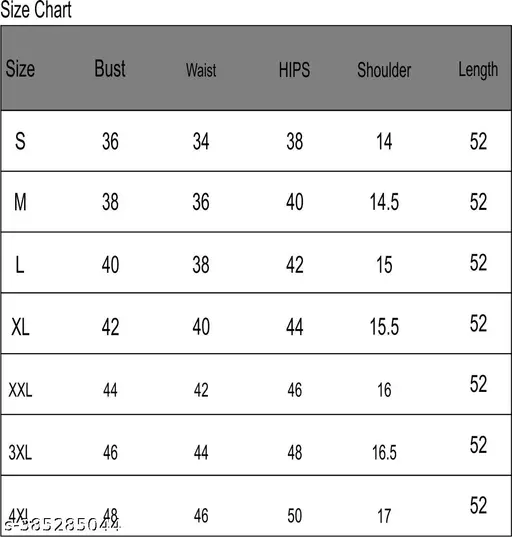 Size Chart
Size Bust Waist HIPS Shoulder Length
S 36 34 38 14 52
M 38 36 40 14.5 52
L 40 38 42 15 52
XL 42 40 44 15.5 52
XXL 44 42 46 16 52
3XL 46 44 48 16.5 52
4XL 48 46 50 17 52
s-385285044